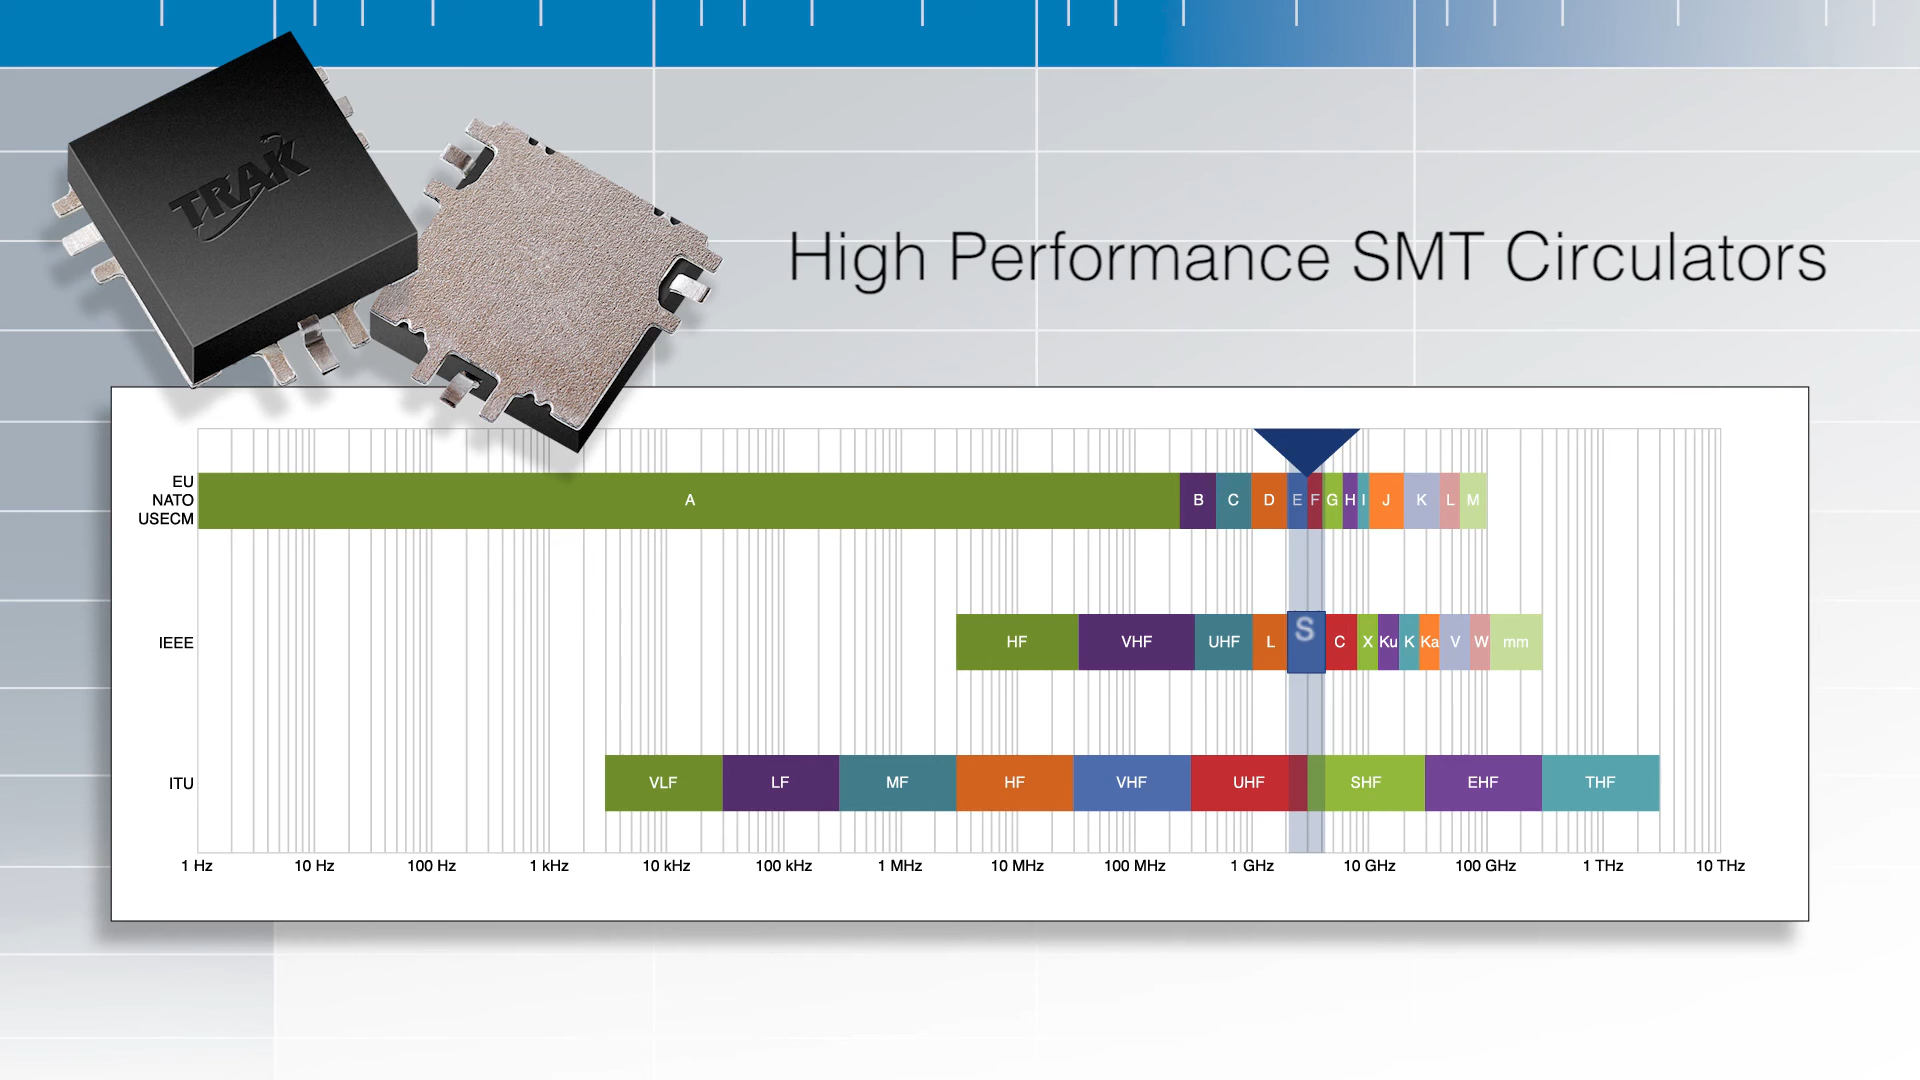 TRAK
High Performance SMT Circulators
EU
NATO
USECM
A B C D E F G H I J K L M
IEEE
HF VHF UHF L S C X Ku K Ka V W mm
ITU
VLF LF MF HF VHF UHF SHF EHF THF
1 Hz 10 Hz 100 Hz 1 kHz 10 kHz 100 kHz 1 MHz 10 MHz 100 MHz 1 GHz 10 GHz 100 GHz 1 THz 10 THz